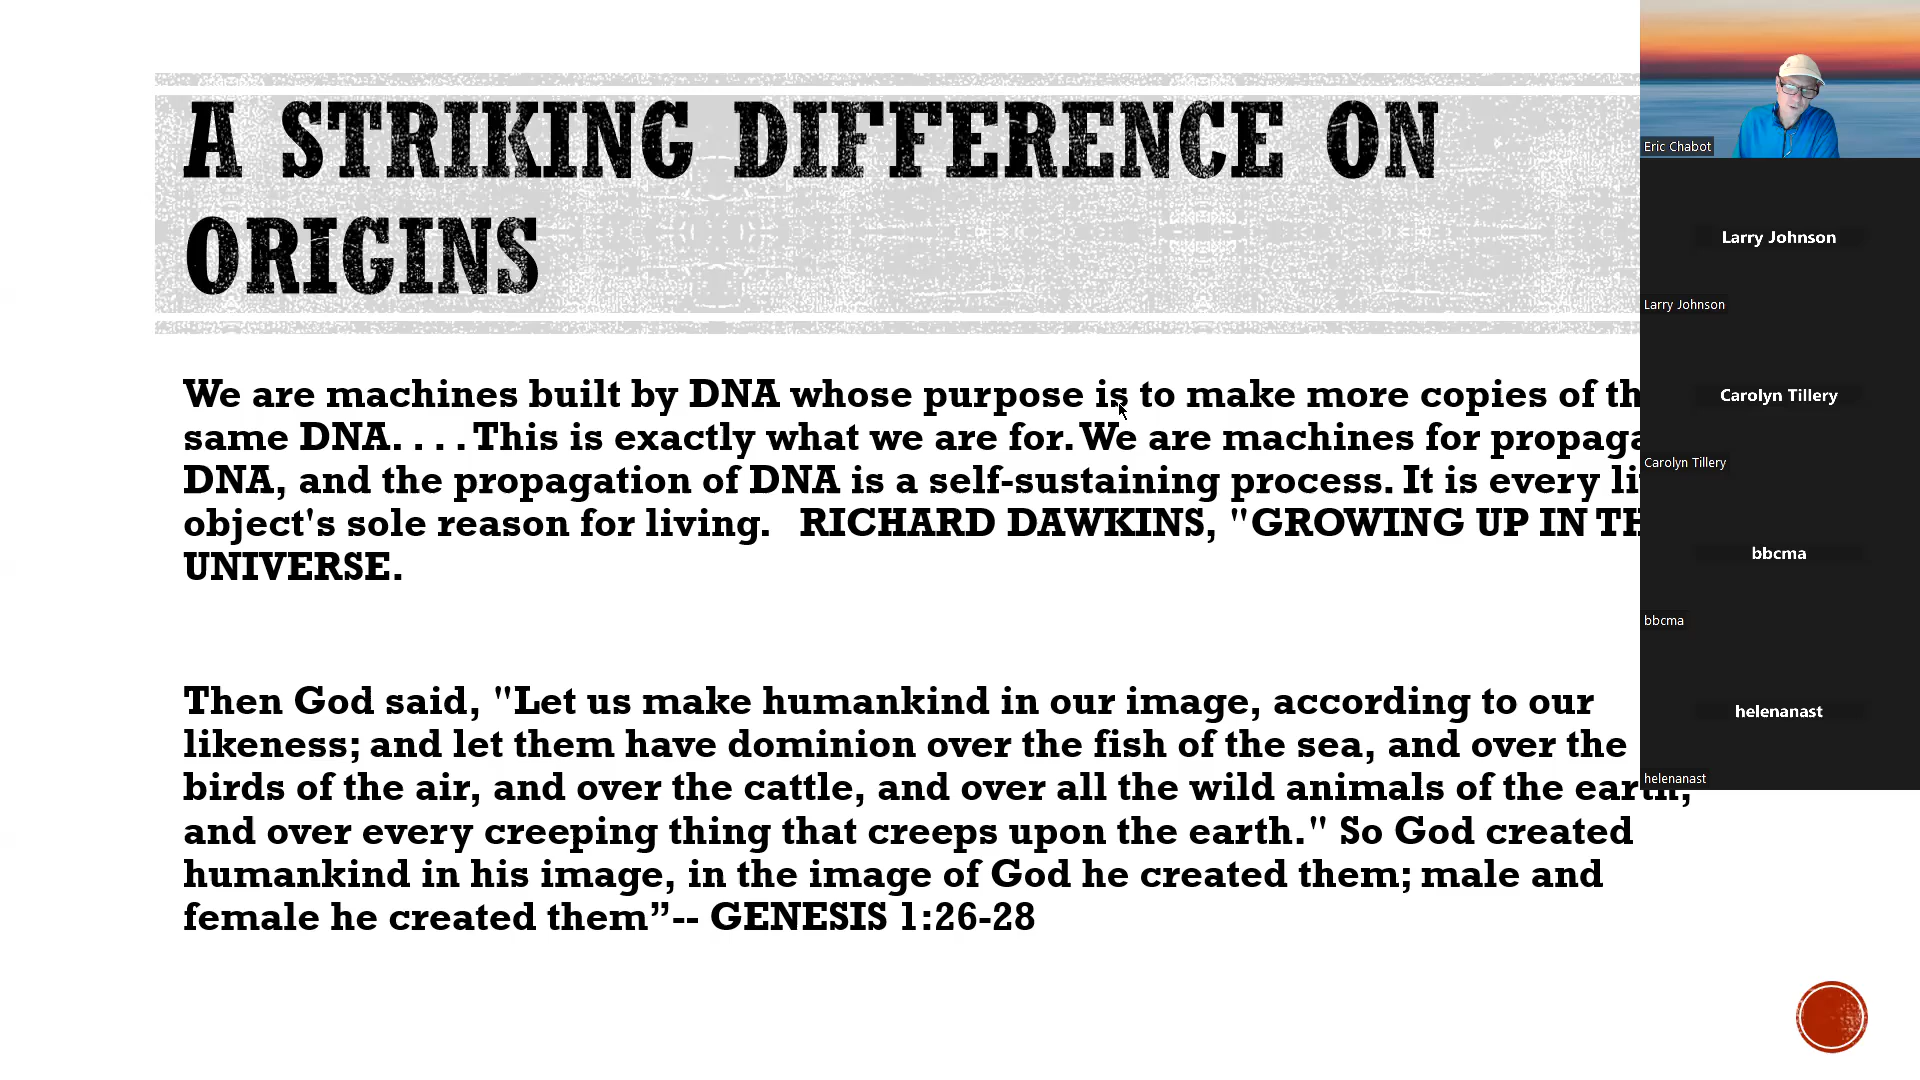 A STRIKING DIFFERENCE ON
ORIGINS
We are machines built by DNA whose purpose is to make more copies of
same DNA. . . . This is exactly what we are for. We are machines for
DNA, and the propagation of DNA is a self-sustaining process. It is every
object's sole reason for living. RICHARD DAWKINS, "GROWING UP IN
UNIVERSE.
Then God said, "Let us make humankind in our image, according to our
likeness; and let them have dominion over the fish of the sea, and over the
birds of the air, and over the cattle, and over all the wild animals of the earth,
and over every creeping thing that creeps upon the earth." So God created
humankind in his image, in the image of God he created them; male and
female he created them”-- GENESIS 1:26-28
Eric Chabot
Larry Johnson
Larry Johnson
Carolyn Tillery
Carolyn Tillery
bbcma
bbcma
helenanast
helenanast